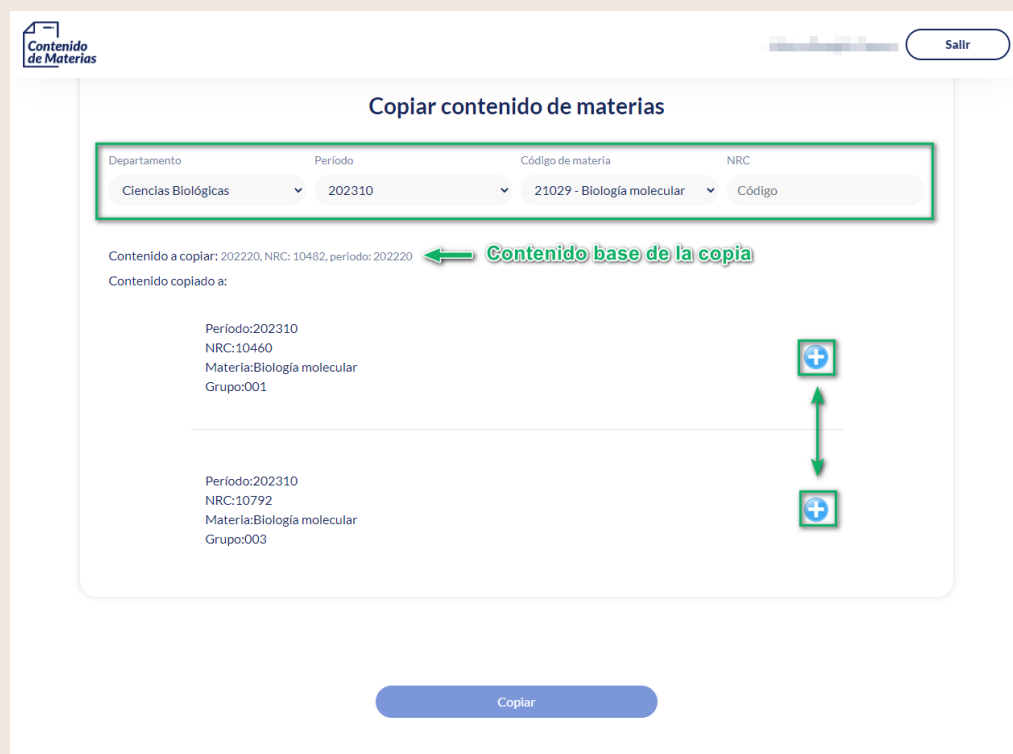 Contenido
de Materias
Salir
Copiar contenido de materias
Departamento Período Código de materia NRC
Ciencias Biológicas 202310 21029 - Biología molecular Código
Contenido a copiar: 202220, NRC: 10482, periodo: 202220 Contenido base de la copia
Contenido copiado a:
Período:202310
NRC:10460
Materia:Biología molecular
Grupo:001
Período:202310
NRC:10792
Materia:Biología molecular
Grupo:003
Copiar